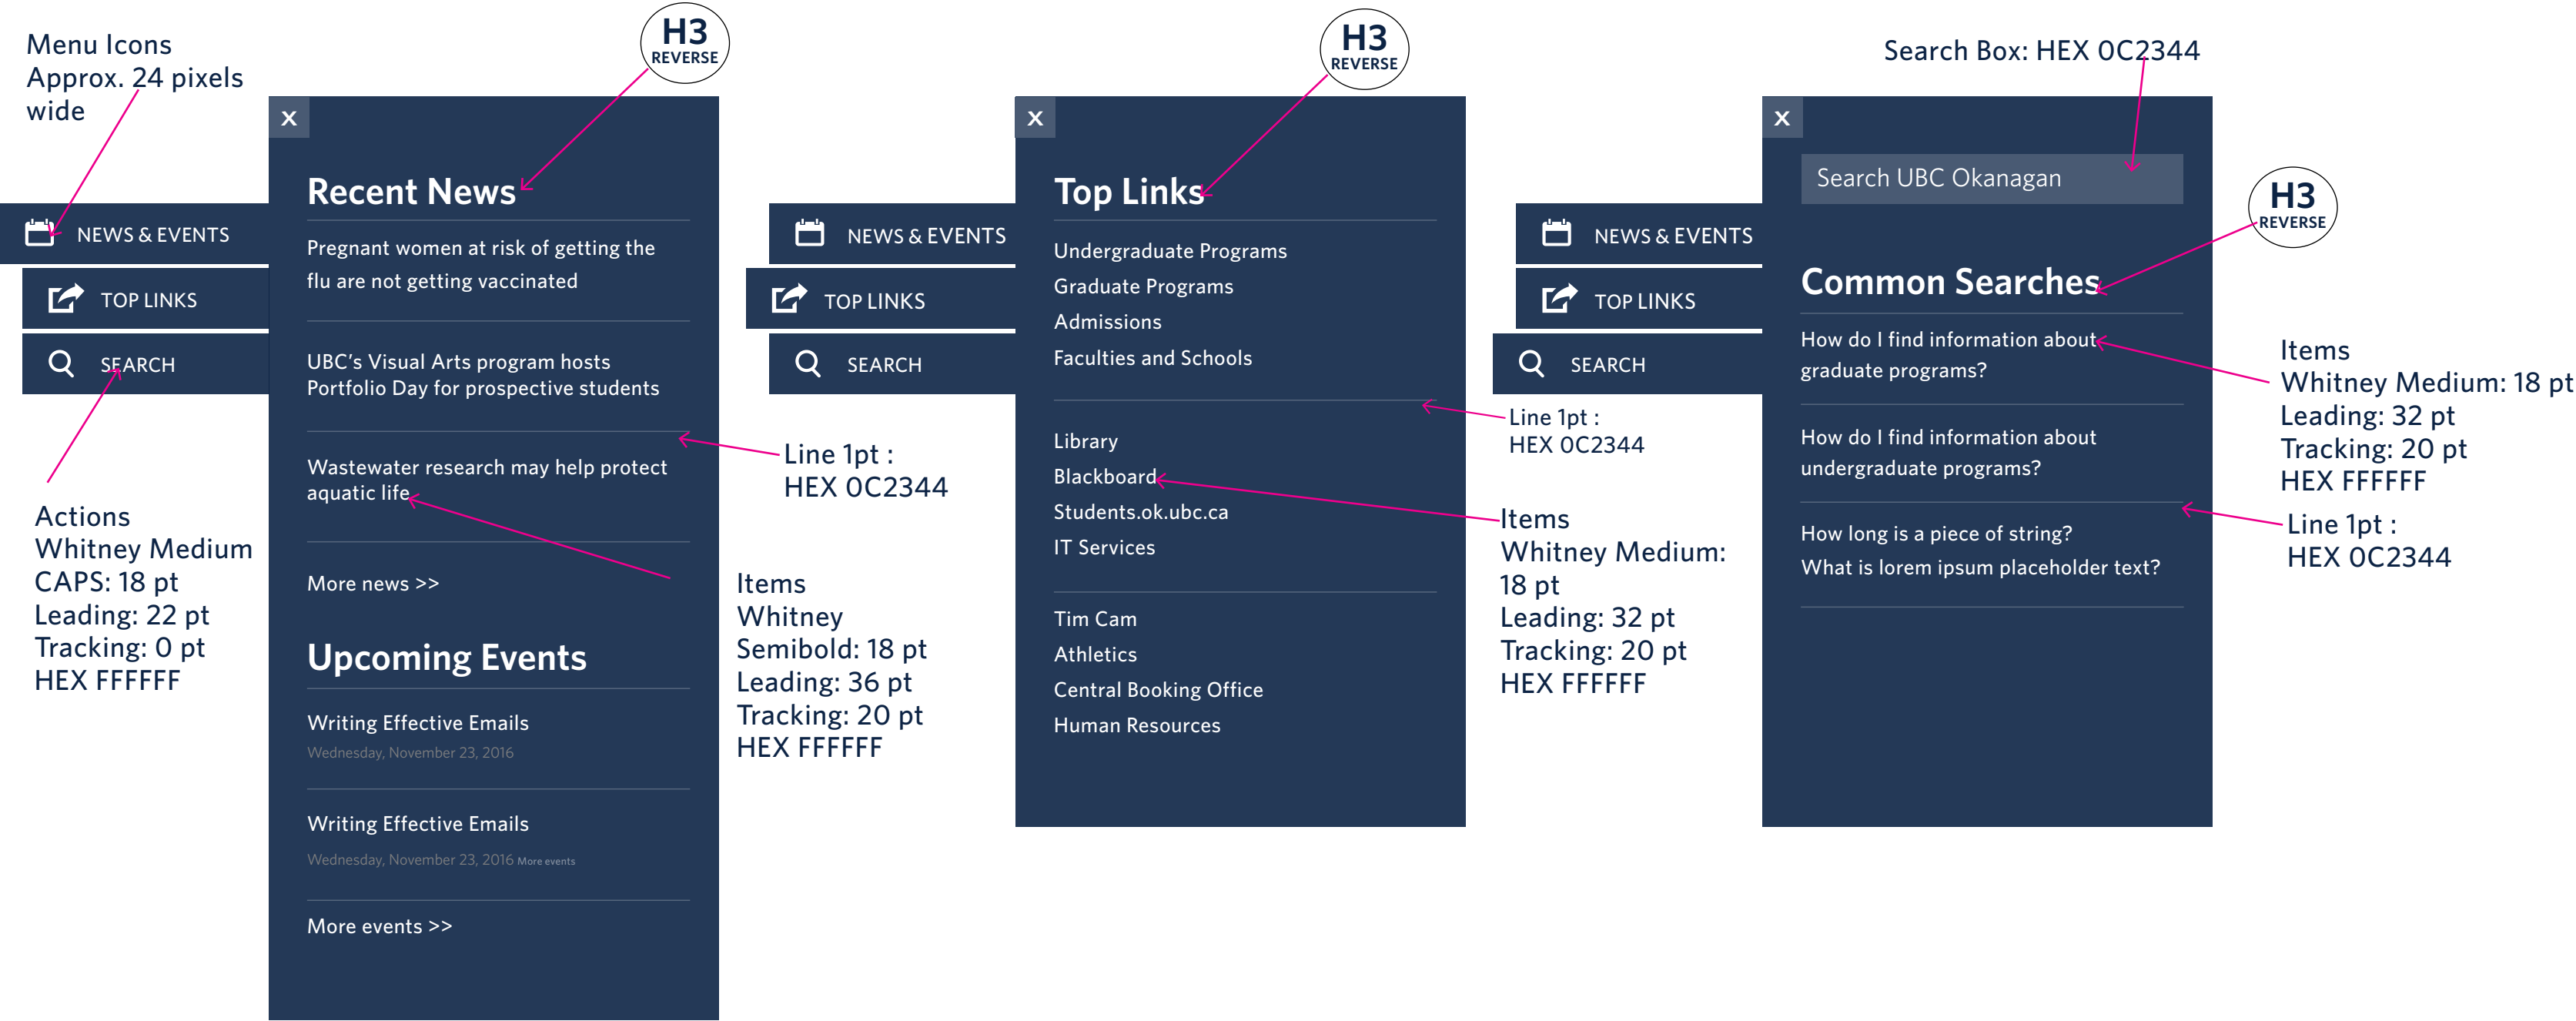 Menu Icons
Approx. 24 pixels
wide
H3
REVERSE
X
Recent News
NEWS & EVENTS
TOP LINKS
SEARCH
Pregnant women at risk of getting the
flu are not getting vaccinated
UBC’s Visual Arts program hosts
Portfolio Day for prospective students
Wastewater research may help protect
aquatic life
More news >>
Upcoming Events
Writing Effective Emails
Wednesday, November 23, 2016
Writing Effective Emails
Wednesday, November 23, 2016 More events
More events >>
Actions
Whitney Medium
CAPS: 18 pt
Leading: 22 pt
Tracking: 0 pt
HEX FFFFFF
Line 1pt :
HEX 0C2344
Items
Whitney
Semibold: 18 pt
Leading: 36 pt
Tracking: 20 pt
HEX FFFFFF
H3
REVERSE
X
NEWS & EVENTS
TOP LINKS
SEARCH
Top Links
Undergraduate Programs
Graduate Programs
Admissions
Faculties and Schools
Library
Blackboard
Students.ok.ubc.ca
IT Services
Tim Cam
Athletics
Central Booking Office
Human Resources
Line 1pt :
HEX 0C2344
Items
Whitney Medium:
18 pt
Leading: 32 pt
Tracking: 20 pt
HEX FFFFFF
Search Box: HEX 0C2344
X
NEWS & EVENTS
TOP LINKS
SEARCH
Search UBC Okanagan
H3
REVERSE
Common Searches
How do I find information about
graduate programs?
How do I find information about
undergraduate programs?
How long is a piece of string?
What is lorem ipsum placeholder text?
Items
Whitney Medium: 18 pt
Leading: 32 pt
Tracking: 20 pt
HEX FFFFFF
Line 1pt :
HEX 0C2344